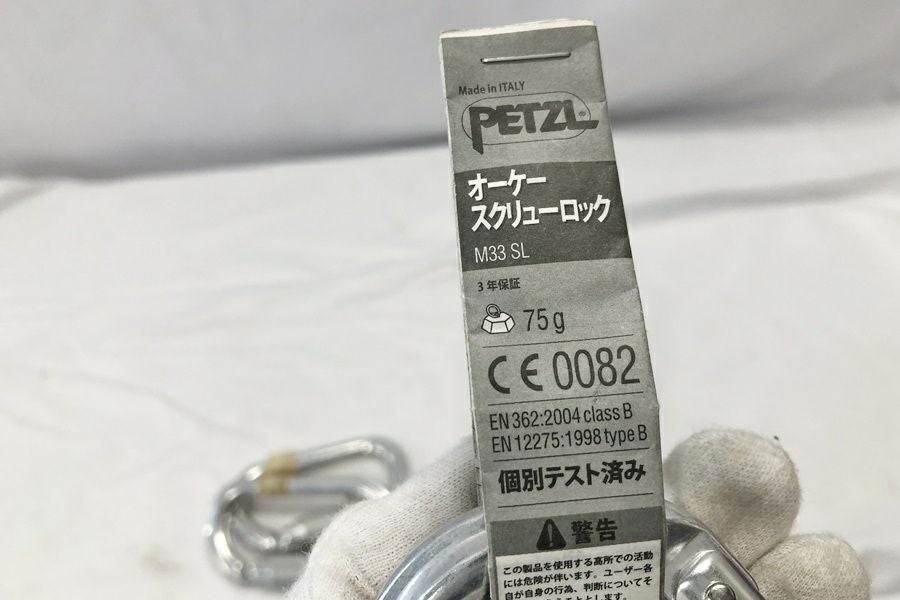 Made in ITALY
PETZL
オーケー
スクリューロック
M33 SL
3年保証
75g
CE 0082
EN 362:2004 class B
EN 12275:1998 type B
個別テスト済み
警告
この製品を使用する高所での活動
には危険が伴います。ユーザー各
自が自身の行為、判断についてそ